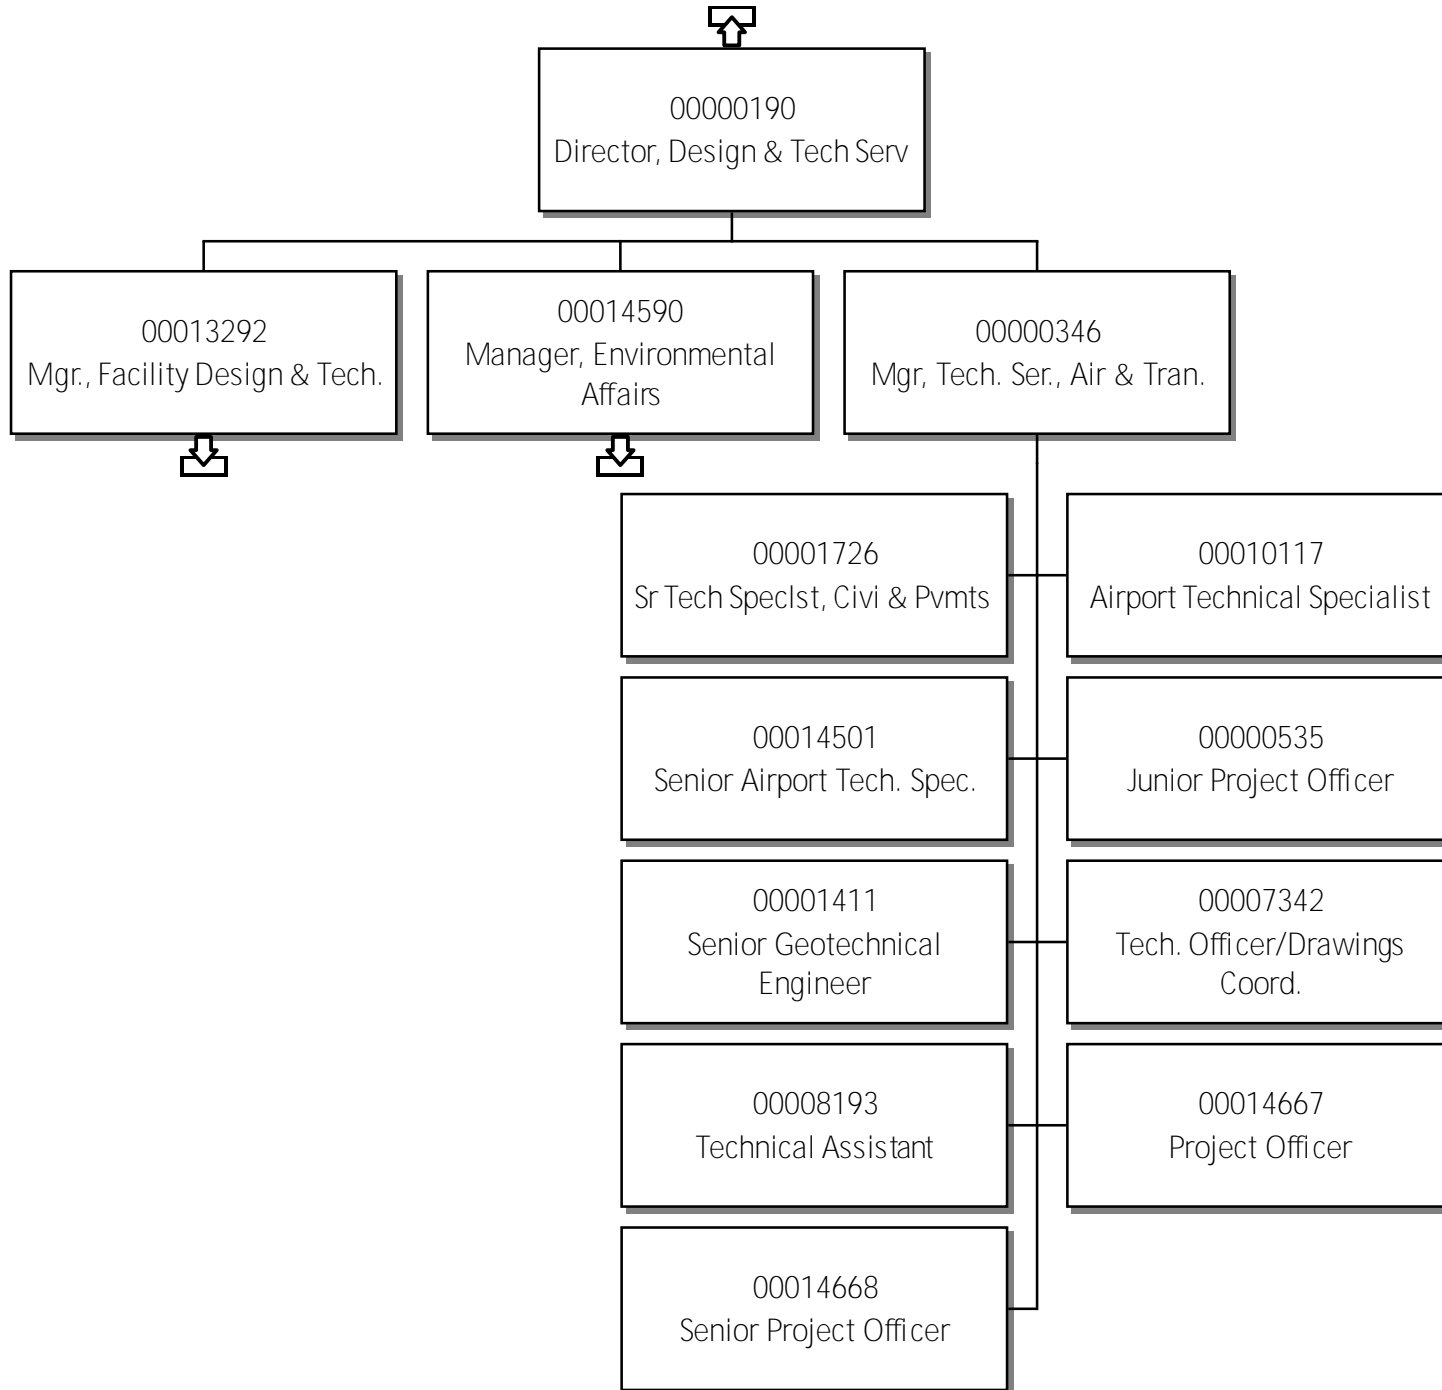 00000190
Director, Design & Tech Serv
00013292
Mgr., Facility Design & Tech.
00014590
Manager, Environmental
Affairs
00000346
Mgr, Tech. Ser., Air & Tran.
00001726
Sr Tech Speclst, Civi & Pvmts
00010117
Airport Technical Specialist
00014501
Senior Airport Tech. Spec.
00000535
Junior Project Officer
00001411
Senior Geotechnical
Engineer
00007342
Tech. Officer/Drawings
Coord.
00008193
Technical Assistant
00014667
Project Officer
00014668
Senior Project Officer